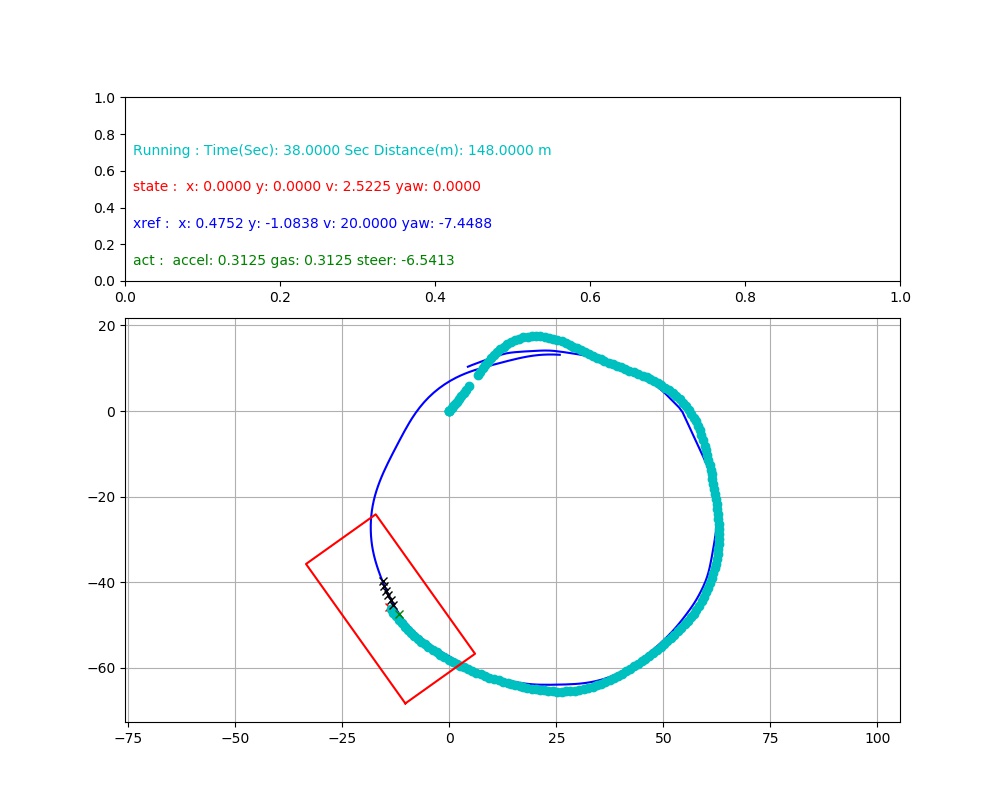 1.0
0.8
Running : Time(Sec): 38.0000 Sec Distance(m): 148.0000 m
0.6
state :  x: 0.0000 y: 0.0000 v: 2.5225 yaw: 0.0000
0.4
xref :  x: 0.4752 y: -1.0838 v: 20.0000 yaw: -7.4488
0.2
act :  accel: 0.3125 gas: 0.3125 steer: -6.5413
0.0
0.0 0.2 0.4 0.6 0.8 1.0
20
0
−20
−40
−60
−75 −50 −25 0 25 50 75 100